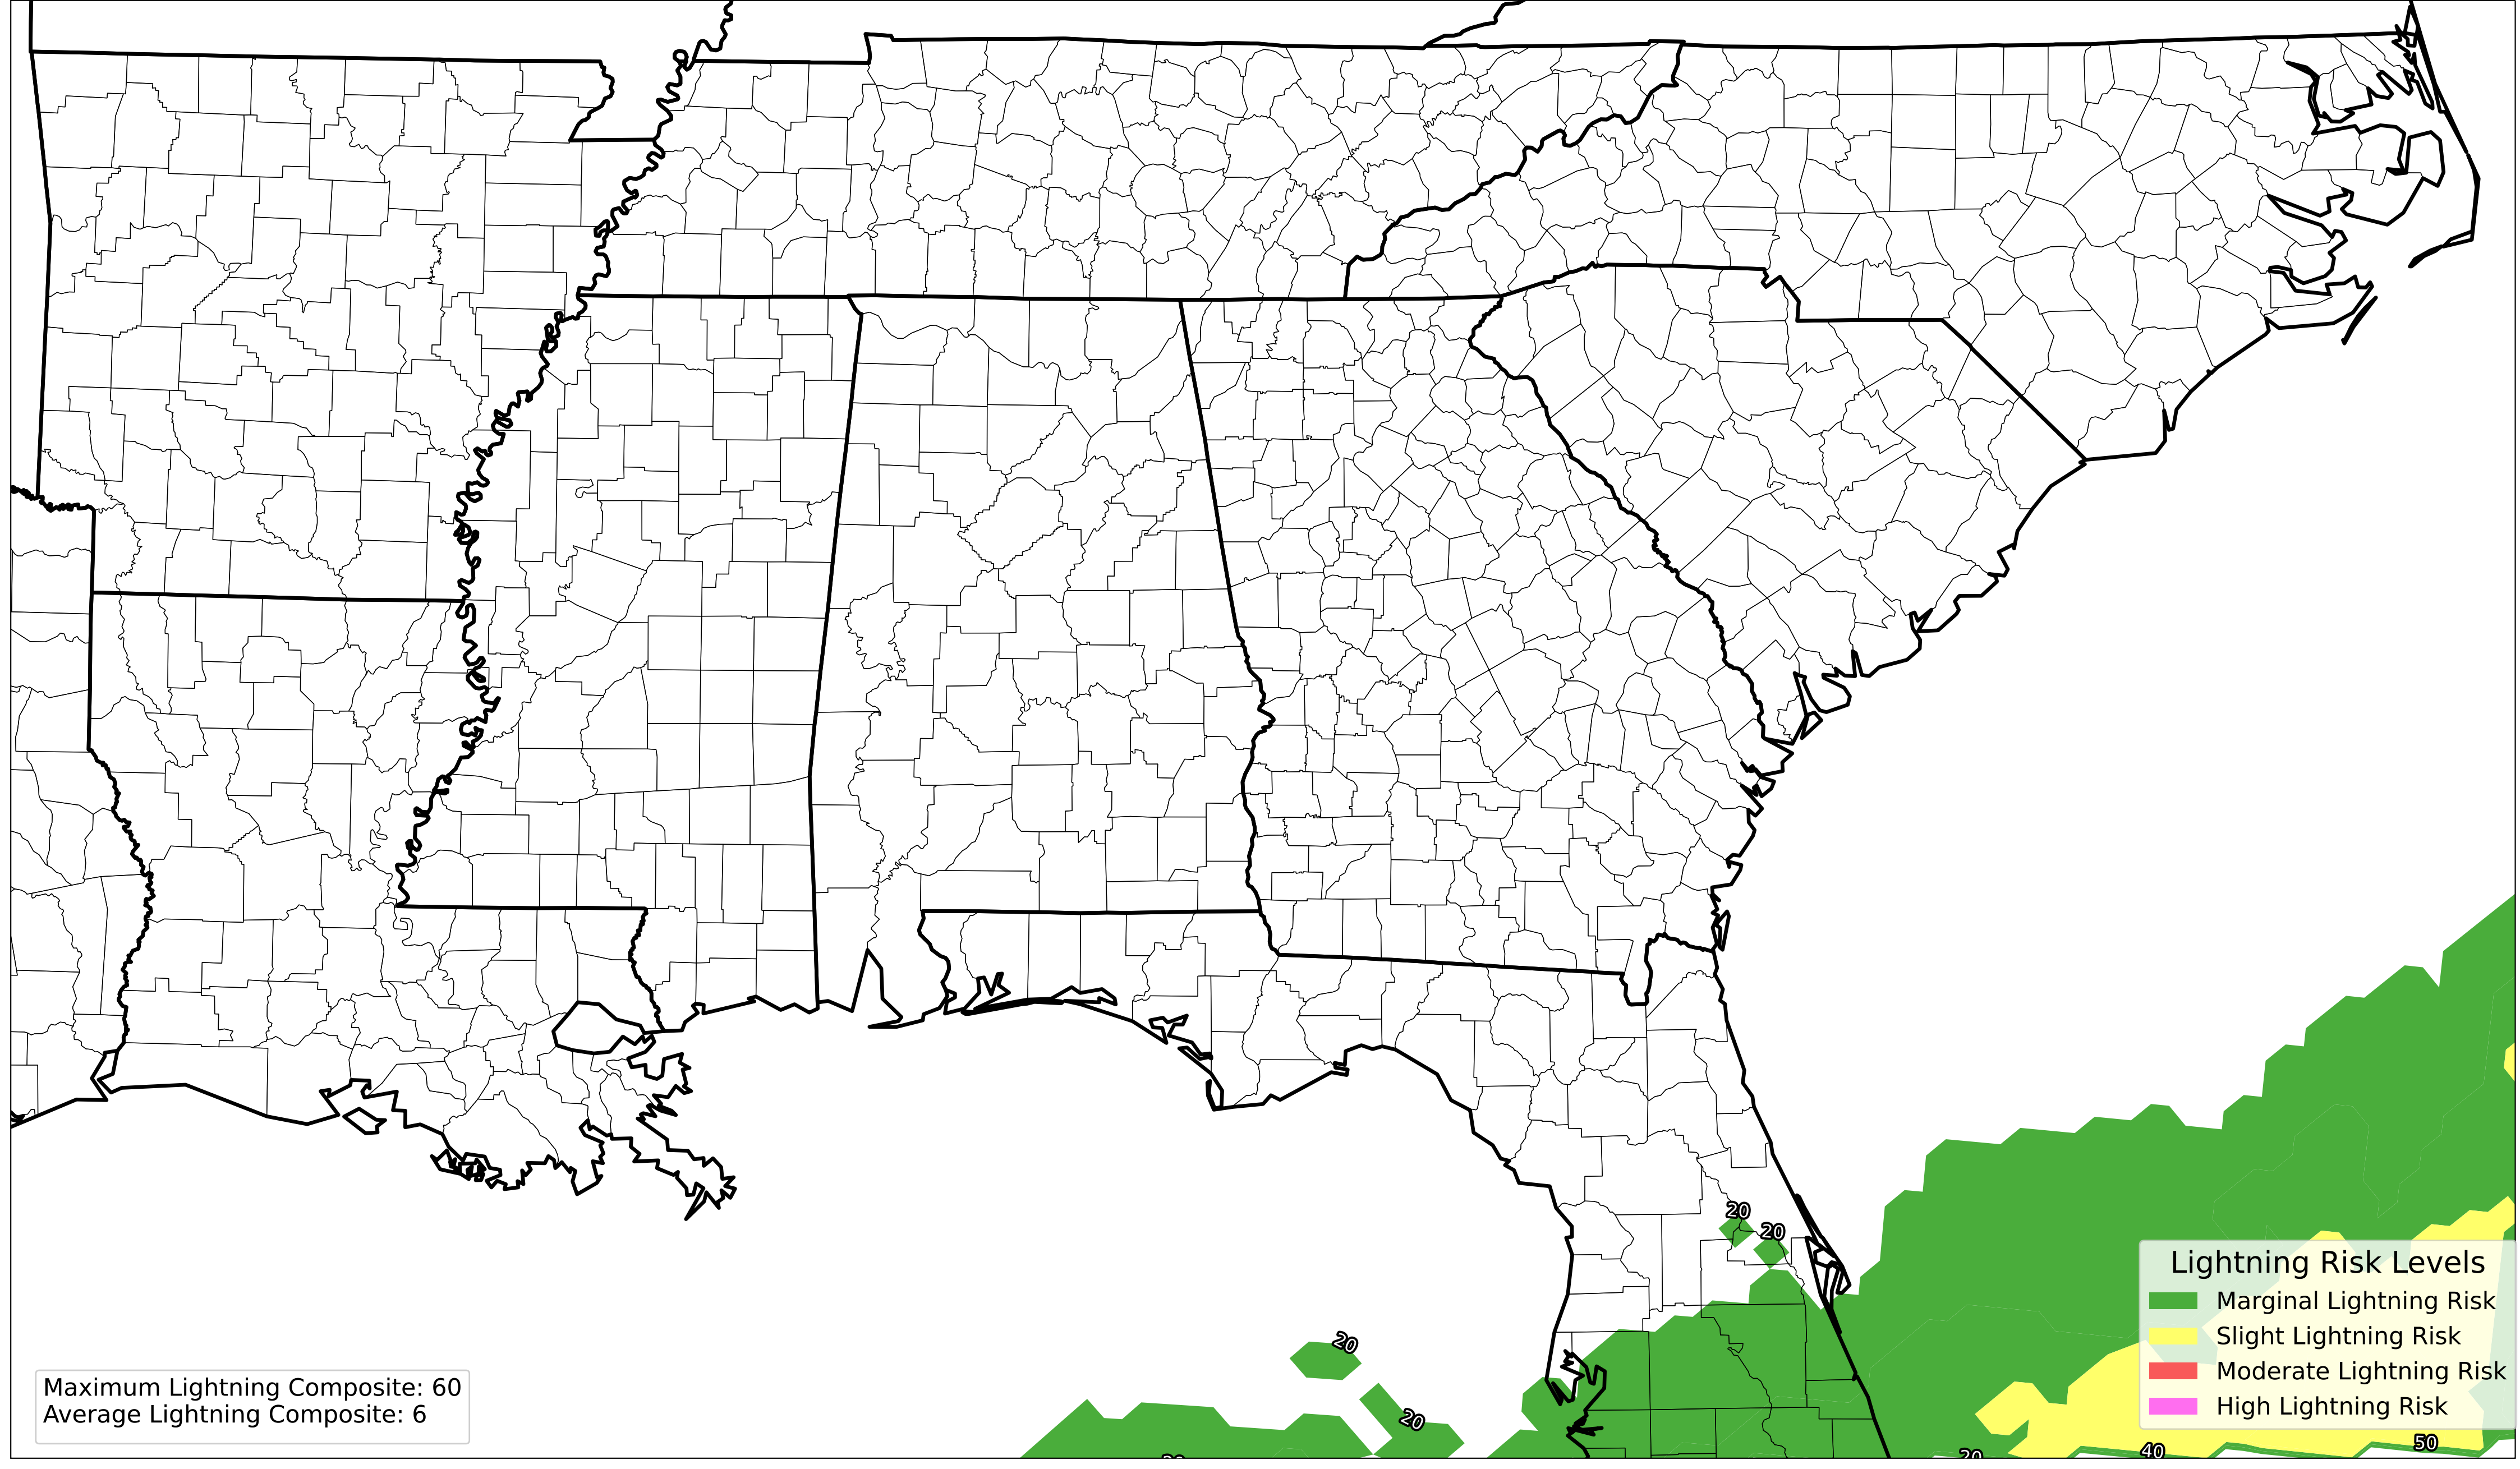 20
20
Lightning Risk Levels
Marginal Lightning Risk
Slight Lightning Risk
Moderate Lightning Risk
High Lightning Risk
20
Maximum Lightning Composite: 60
Average Lightning Composite: 6
20
50
40
20